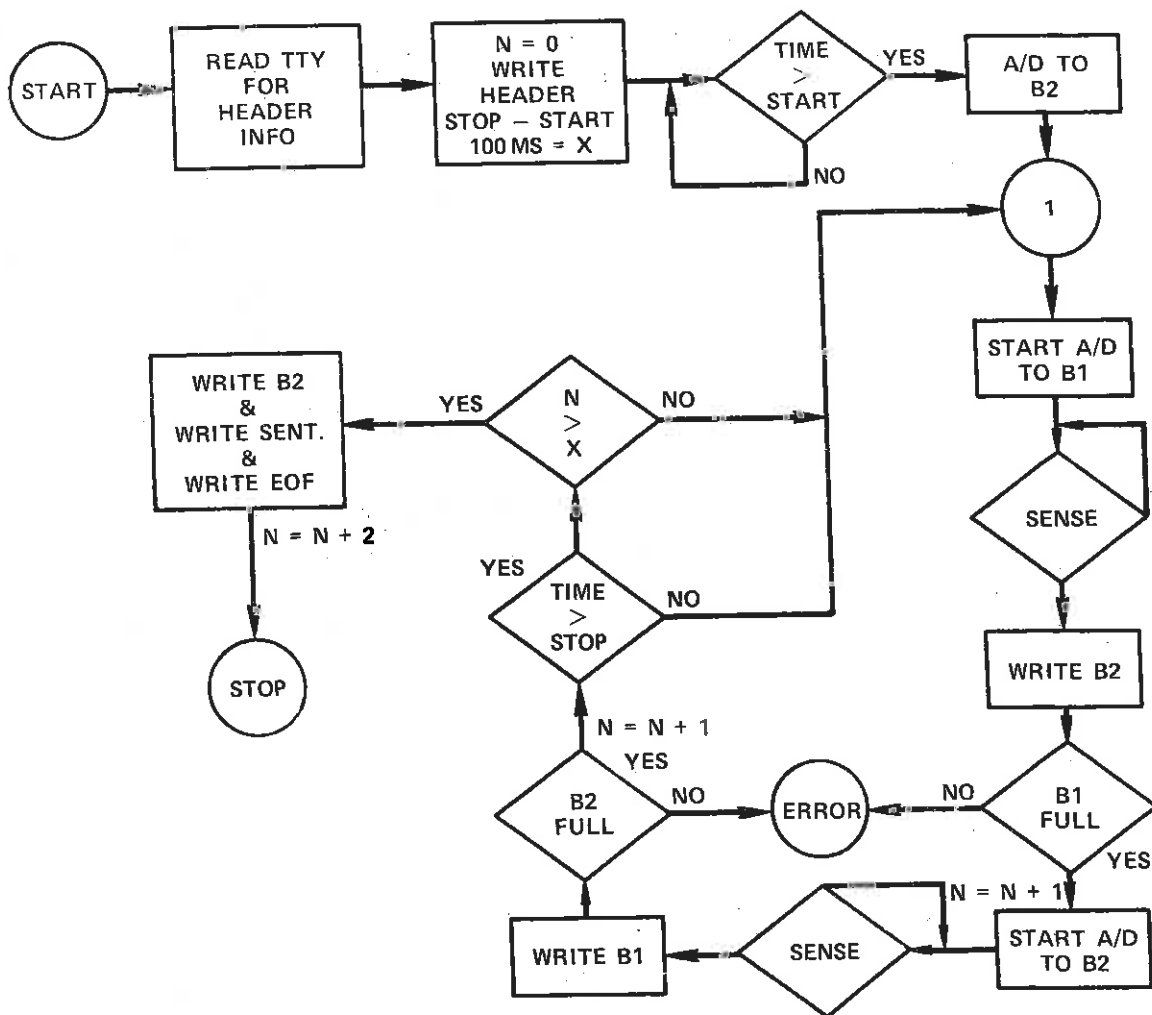 START
READ TTY
FOR
HEADER
INFO
N = 0
WRITE
HEADER
STOP – START
100 MS = X
TIME
>
START
YES
NO
A/D TO
B2
1
START A/D
TO B1
SENSE
WRITE B2
B1
FULL
NO
YES
ERROR
N = N + 1
START A/D
TO B2
SENSE
WRITE B1
B2
FULL
NO
YES
N = N + 1
TIME
>
STOP
YES
NO
N
>
X
YES
NO
WRITE B2
&
WRITE SENT.
&
WRITE EOF
N = N + 2
STOP